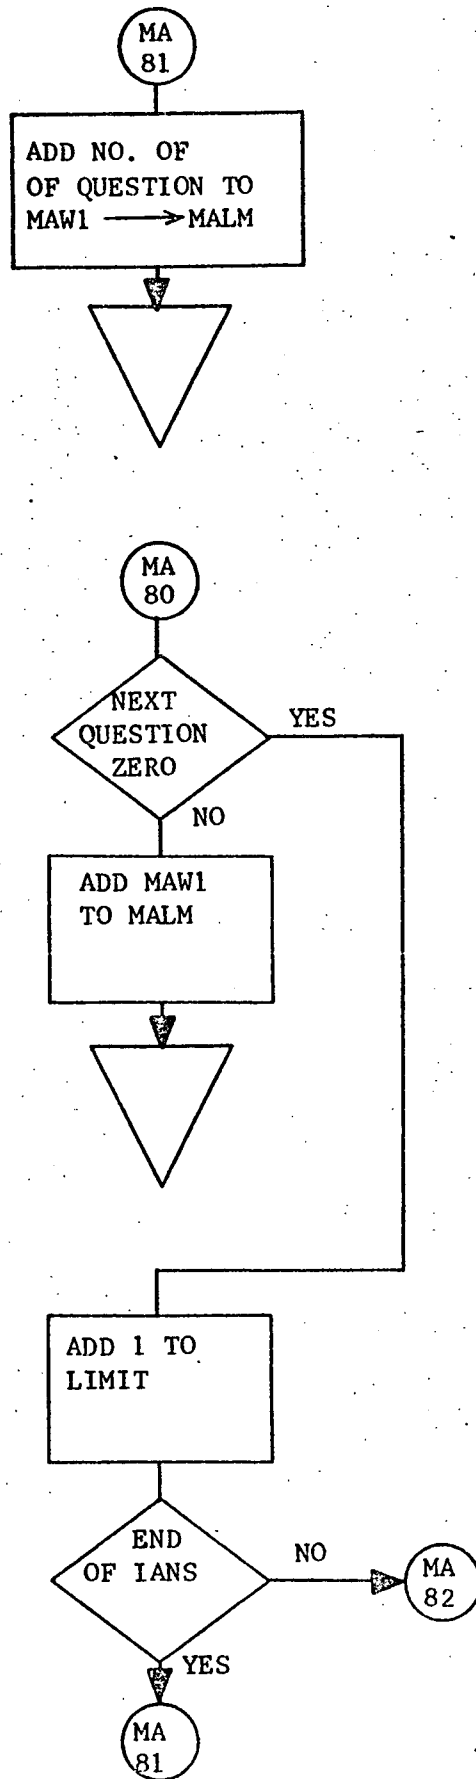 MA
81
ADD NO. OF
OF QUESTION TO
MAW1 ⟶ MALM
MA
80
NEXT
QUESTION
ZERO
YES
NO
ADD MAW1
TO MALM
ADD 1 TO
LIMIT
END
OF IANS
NO
MA
82
YES
MA
81